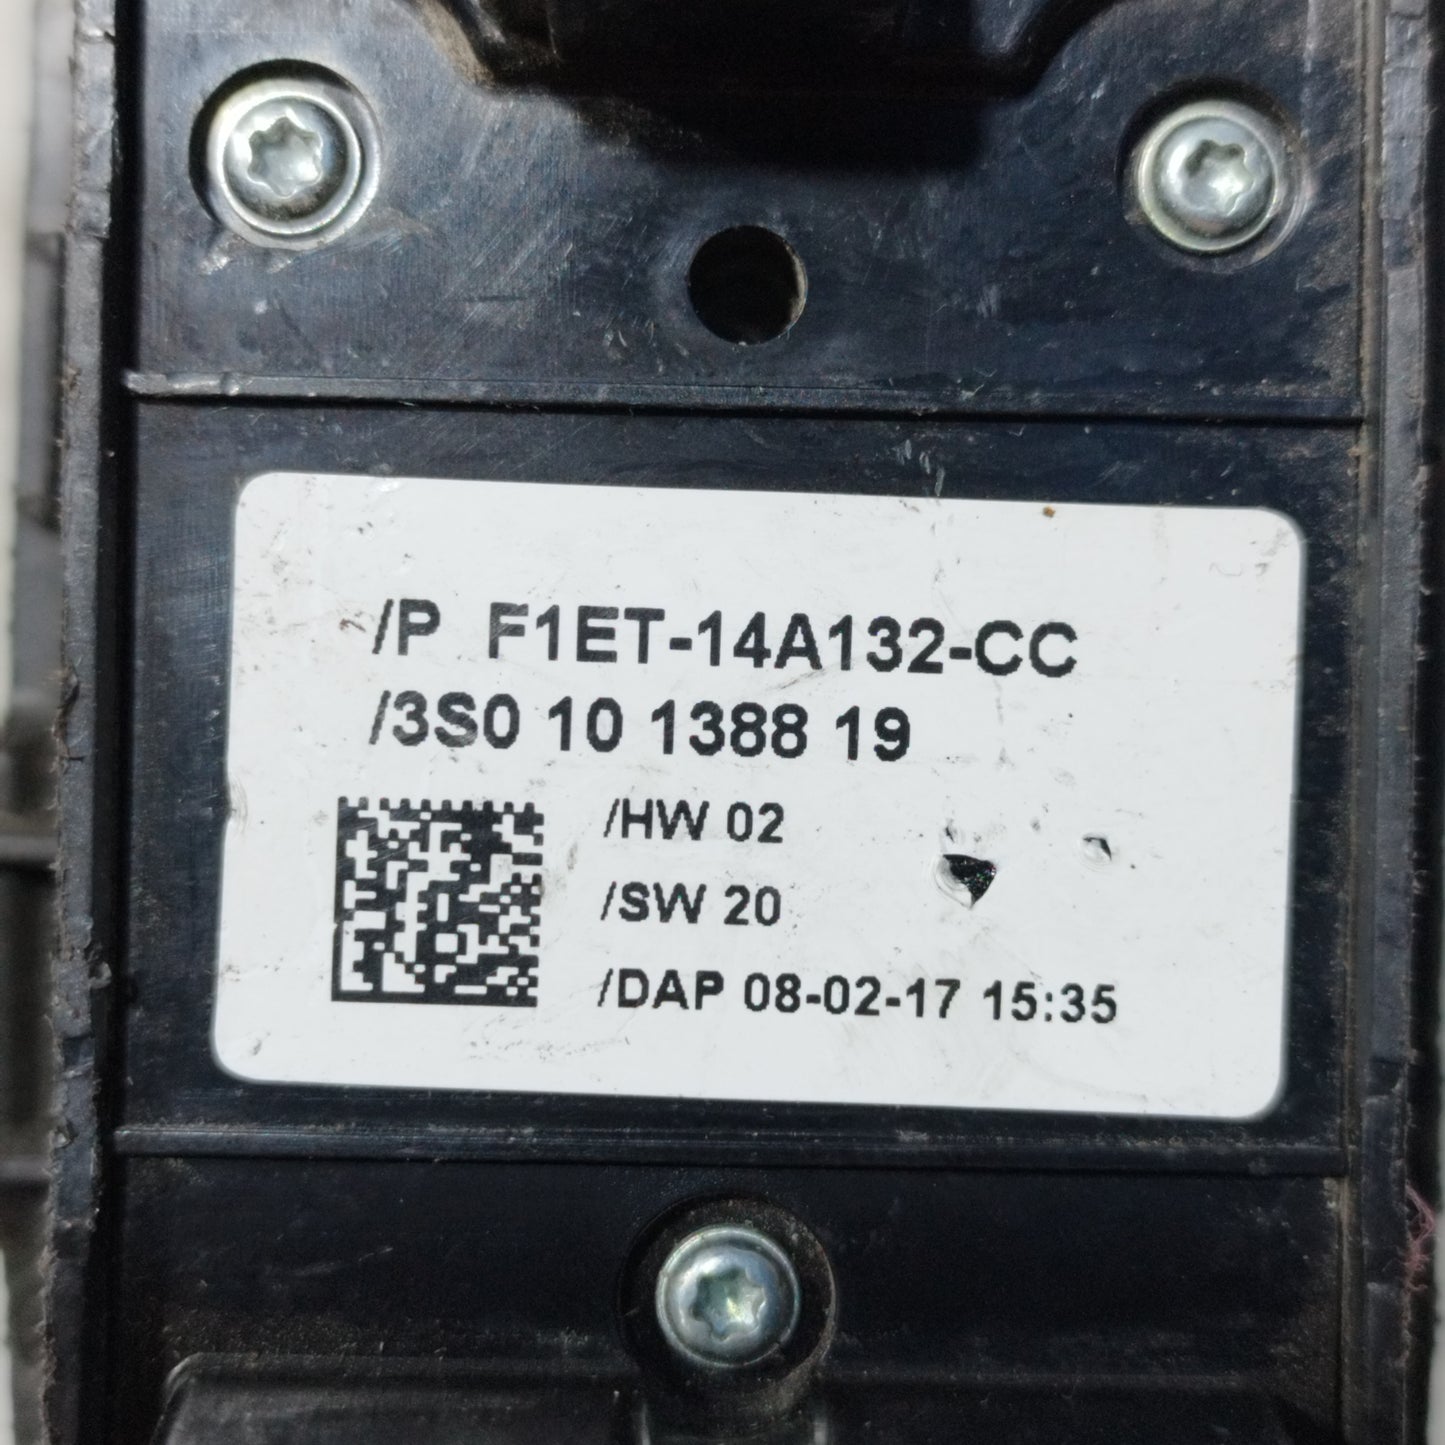 /P F1ET-14A132-CC
/3S0 10 1388 19
/HW 02
/SW 20
/DAP 08-02-17 15:35